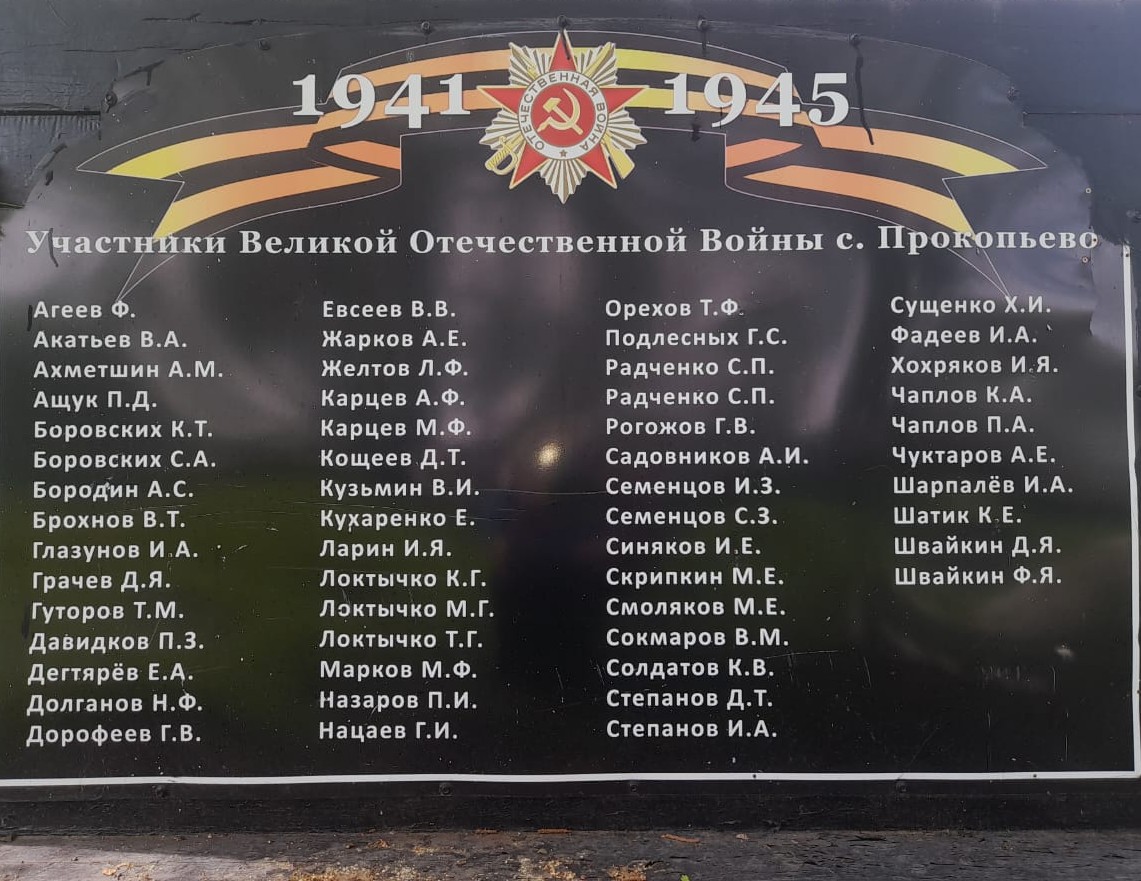 1941 1945
ОТЕЧЕСТВЕННАЯ ВОЙНА
Участники Великой Отечественной Войны с. Прокопьево
Агеев Ф.
Акатьев В.А.
Ахметшин А.М.
Ащук П.Д.
Боровских К.Т.
Боровских С.А.
Бородин А.С.
Брохнов В.Т.
Глазунов И.А.
Грачев Д.Я.
Гуторов Т.М.
Давидков П.З.
Дегтярёв Е.А.
Долганов Н.Ф.
Дорофеев Г.В.
Евсеев В.В.
Жарков А.Е.
Желтов Л.Ф.
Карцев А.Ф.
Карцев М.Ф.
Кощеев Д.Т.
Кузьмин В.И.
Кухаренко Е.
Ларин И.Я.
Локтычко К.Г.
Локтычко М.Г.
Локтычко Т.Г.
Марков М.Ф.
Назаров П.И.
Нацаев Г.И.
Орехов Т.Ф.
Подлесных Г.С.
Радченко С.П.
Радченко С.П.
Рогожов Г.В.
Садовников А.И.
Семенцов И.З.
Семенцов С.З.
Синяков И.Е.
Скрипкин М.Е.
Смоляков М.Е.
Сокмаров В.М.
Солдатов К.В.
Степанов Д.Т.
Степанов И.А.
Сущенко Х.И.
Фадеев И.А.
Хохряков И.Я.
Чаплов К.А.
Чаплов П.А.
Чуктаров А.Е.
Шарпалёв И.А.
Шатик К.Е.
Швайкин Д.Я.
Швайкин Ф.Я.